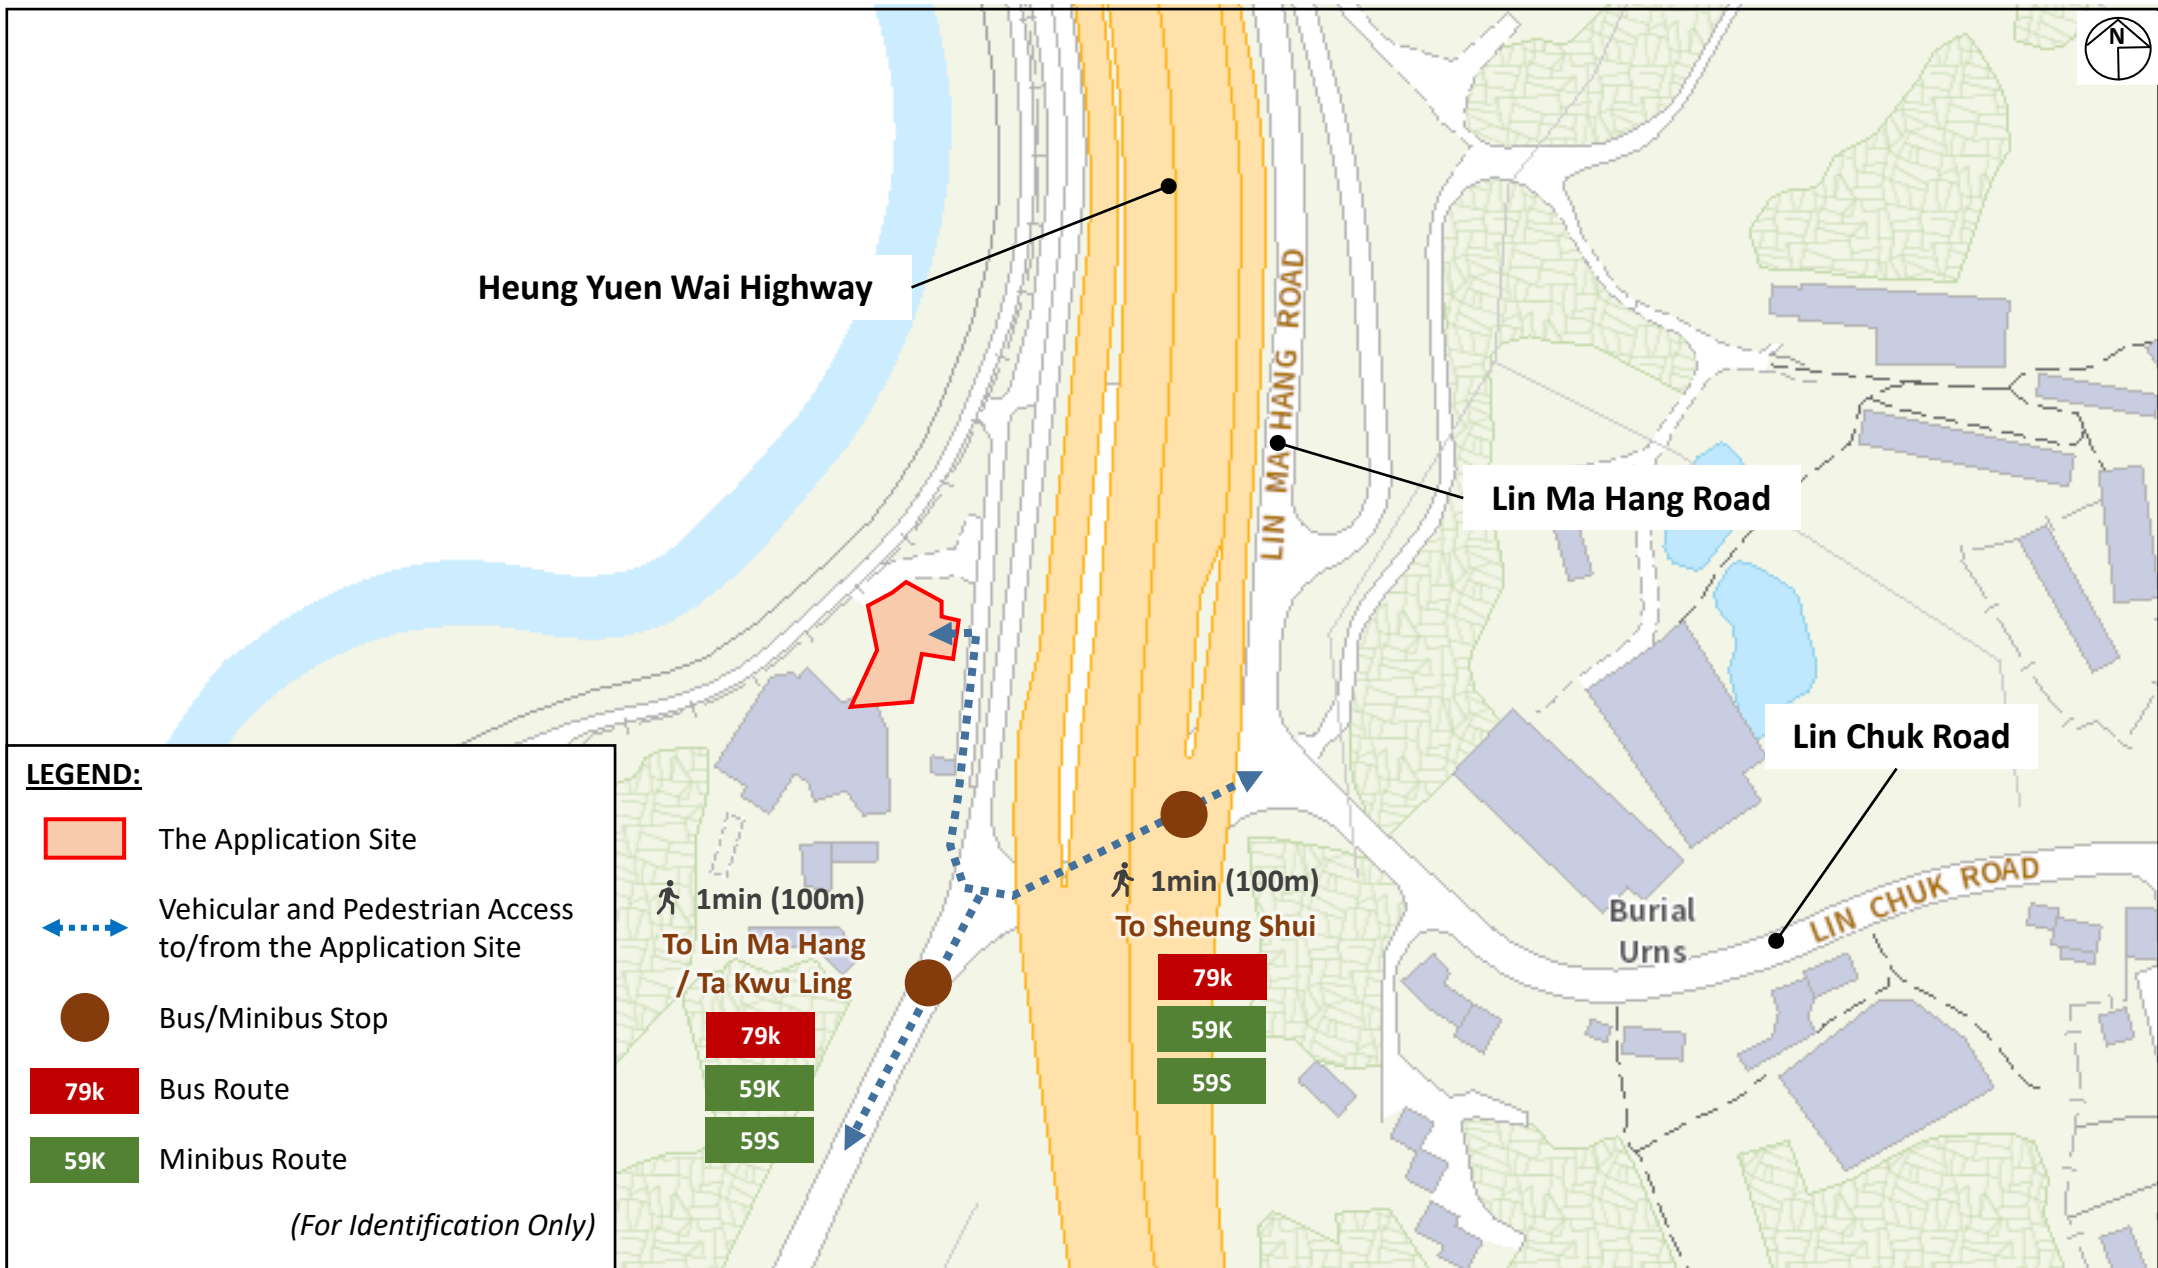 N
Heung Yuen Wai Highway
LIN MA HANG ROAD
Lin Ma Hang Road
Lin Chuk Road
LIN CHUK ROAD
Burial
Urns
1min (100m)
To Lin Ma Hang
/ Ta Kwu Ling
79k
59K
59S
1min (100m)
To Sheung Shui
79k
59K
59S
LEGEND:
The Application Site
Vehicular and Pedestrian Access
to/from the Application Site
Bus/Minibus Stop
79k Bus Route
59K Minibus Route
(For Identification Only)